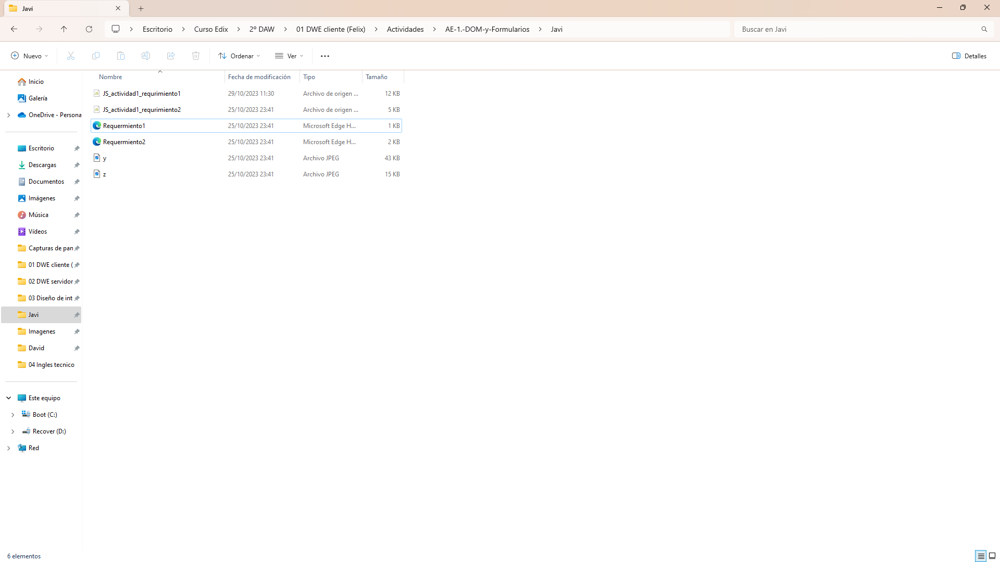 Javi
Escritorio
Curso Edix
2º DAW
01 DWE cliente (Felix)
Actividades
AE-1.-DOM-y-Formularios
Javi
Buscar en Javi
Nuevo
Ordenar
Ver
Detalles
Nombre
Fecha de modificación
Tipo
Tamaño
JS_actividad1_requrimiento1 29/10/2023 11:30 Archivo de origen ... 12 KB
JS_actividad1_requrimiento2 25/10/2023 23:41 Archivo de origen ... 5 KB
Requermiento1 25/10/2023 23:41 Microsoft Edge H... 1 KB
Requermiento2 25/10/2023 23:41 Microsoft Edge H... 2 KB
y 25/10/2023 23:41 Archivo JPEG 43 KB
z 25/10/2023 23:41 Archivo JPEG 15 KB
Inicio
Galería
OneDrive - Persona
Escritorio
Descargas
Documentos
Imágenes
Música
Vídeos
Capturas de pan
01 DWE cliente (
02 DWE servidor
03 Diseño de int
Javi
Imagenes
David
04 Ingles tecnico
Este equipo
Boot (C:)
Recover (D:)
Red
6 elementos